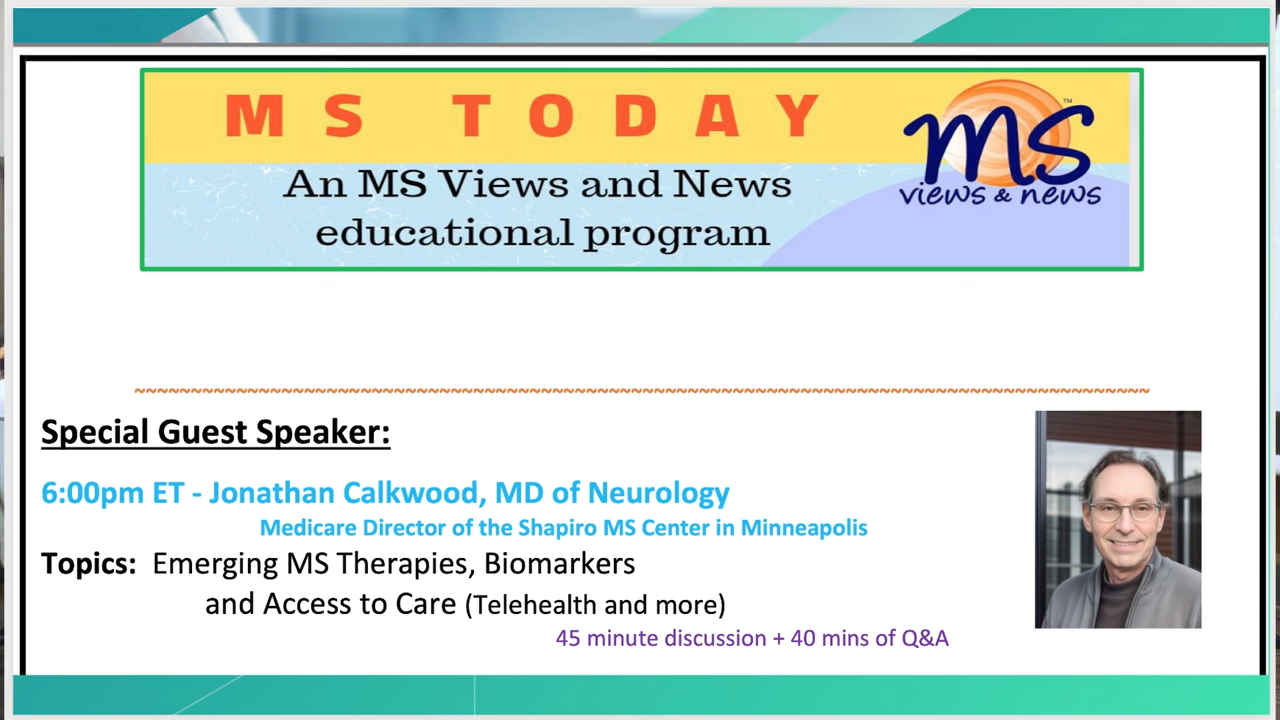 MS TODAY
An MS Views and News
educational program
MS™
views & news
~~~~~~~~~~~~~~~~~~~~~~~~~~~~~~~~~~~~~~~~~~~~~~~~~~~~~~~~~~~~~~~~~~~~~~~~~~~~~~~~~~~~~~~~~~
Special Guest Speaker:
6:00pm ET - Jonathan Calkwood, MD of Neurology
Medicare Director of the Shapiro MS Center in Minneapolis
Topics: Emerging MS Therapies, Biomarkers
and Access to Care (Telehealth and more)
45 minute discussion + 40 mins of Q&A